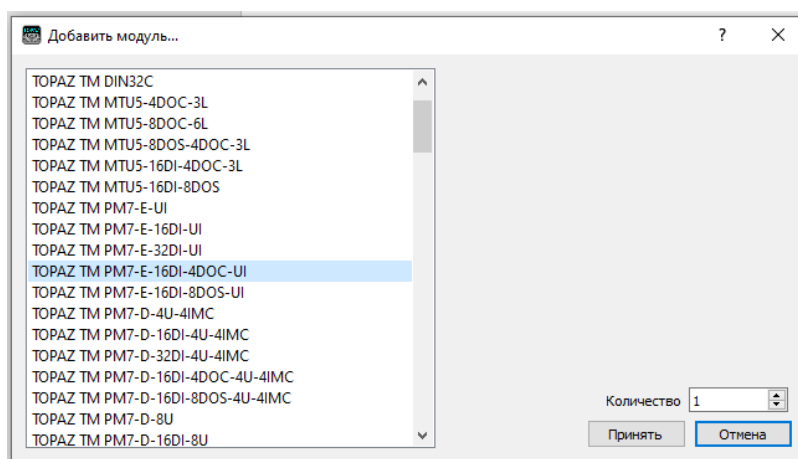 Добавить модуль...
?
TOPAZ TM DIN32C
TOPAZ TM MTU5-4DOC-3L
TOPAZ TM MTU5-8DOC-6L
TOPAZ TM MTU5-8DOS-4DOC-3L
TOPAZ TM MTU5-16DI-4DOC-3L
TOPAZ TM MTU5-16DI-8DOS
TOPAZ TM PM7-E-UI
TOPAZ TM PM7-E-16DI-UI
TOPAZ TM PM7-E-32DI-UI
TOPAZ TM PM7-E-16DI-4DOC-UI
TOPAZ TM PM7-E-16DI-8DOS-UI
TOPAZ TM PM7-D-4U-4IMC
TOPAZ TM PM7-D-16DI-4U-4IMC
TOPAZ TM PM7-D-32DI-4U-4IMC
TOPAZ TM PM7-D-16DI-4DOC-4U-4IMC
TOPAZ TM PM7-D-16DI-8DOS-4U-4IMC
TOPAZ TM PM7-D-8U
TOPAZ TM PM7-D-16DI-8U
Количество 1
Принять Отмена